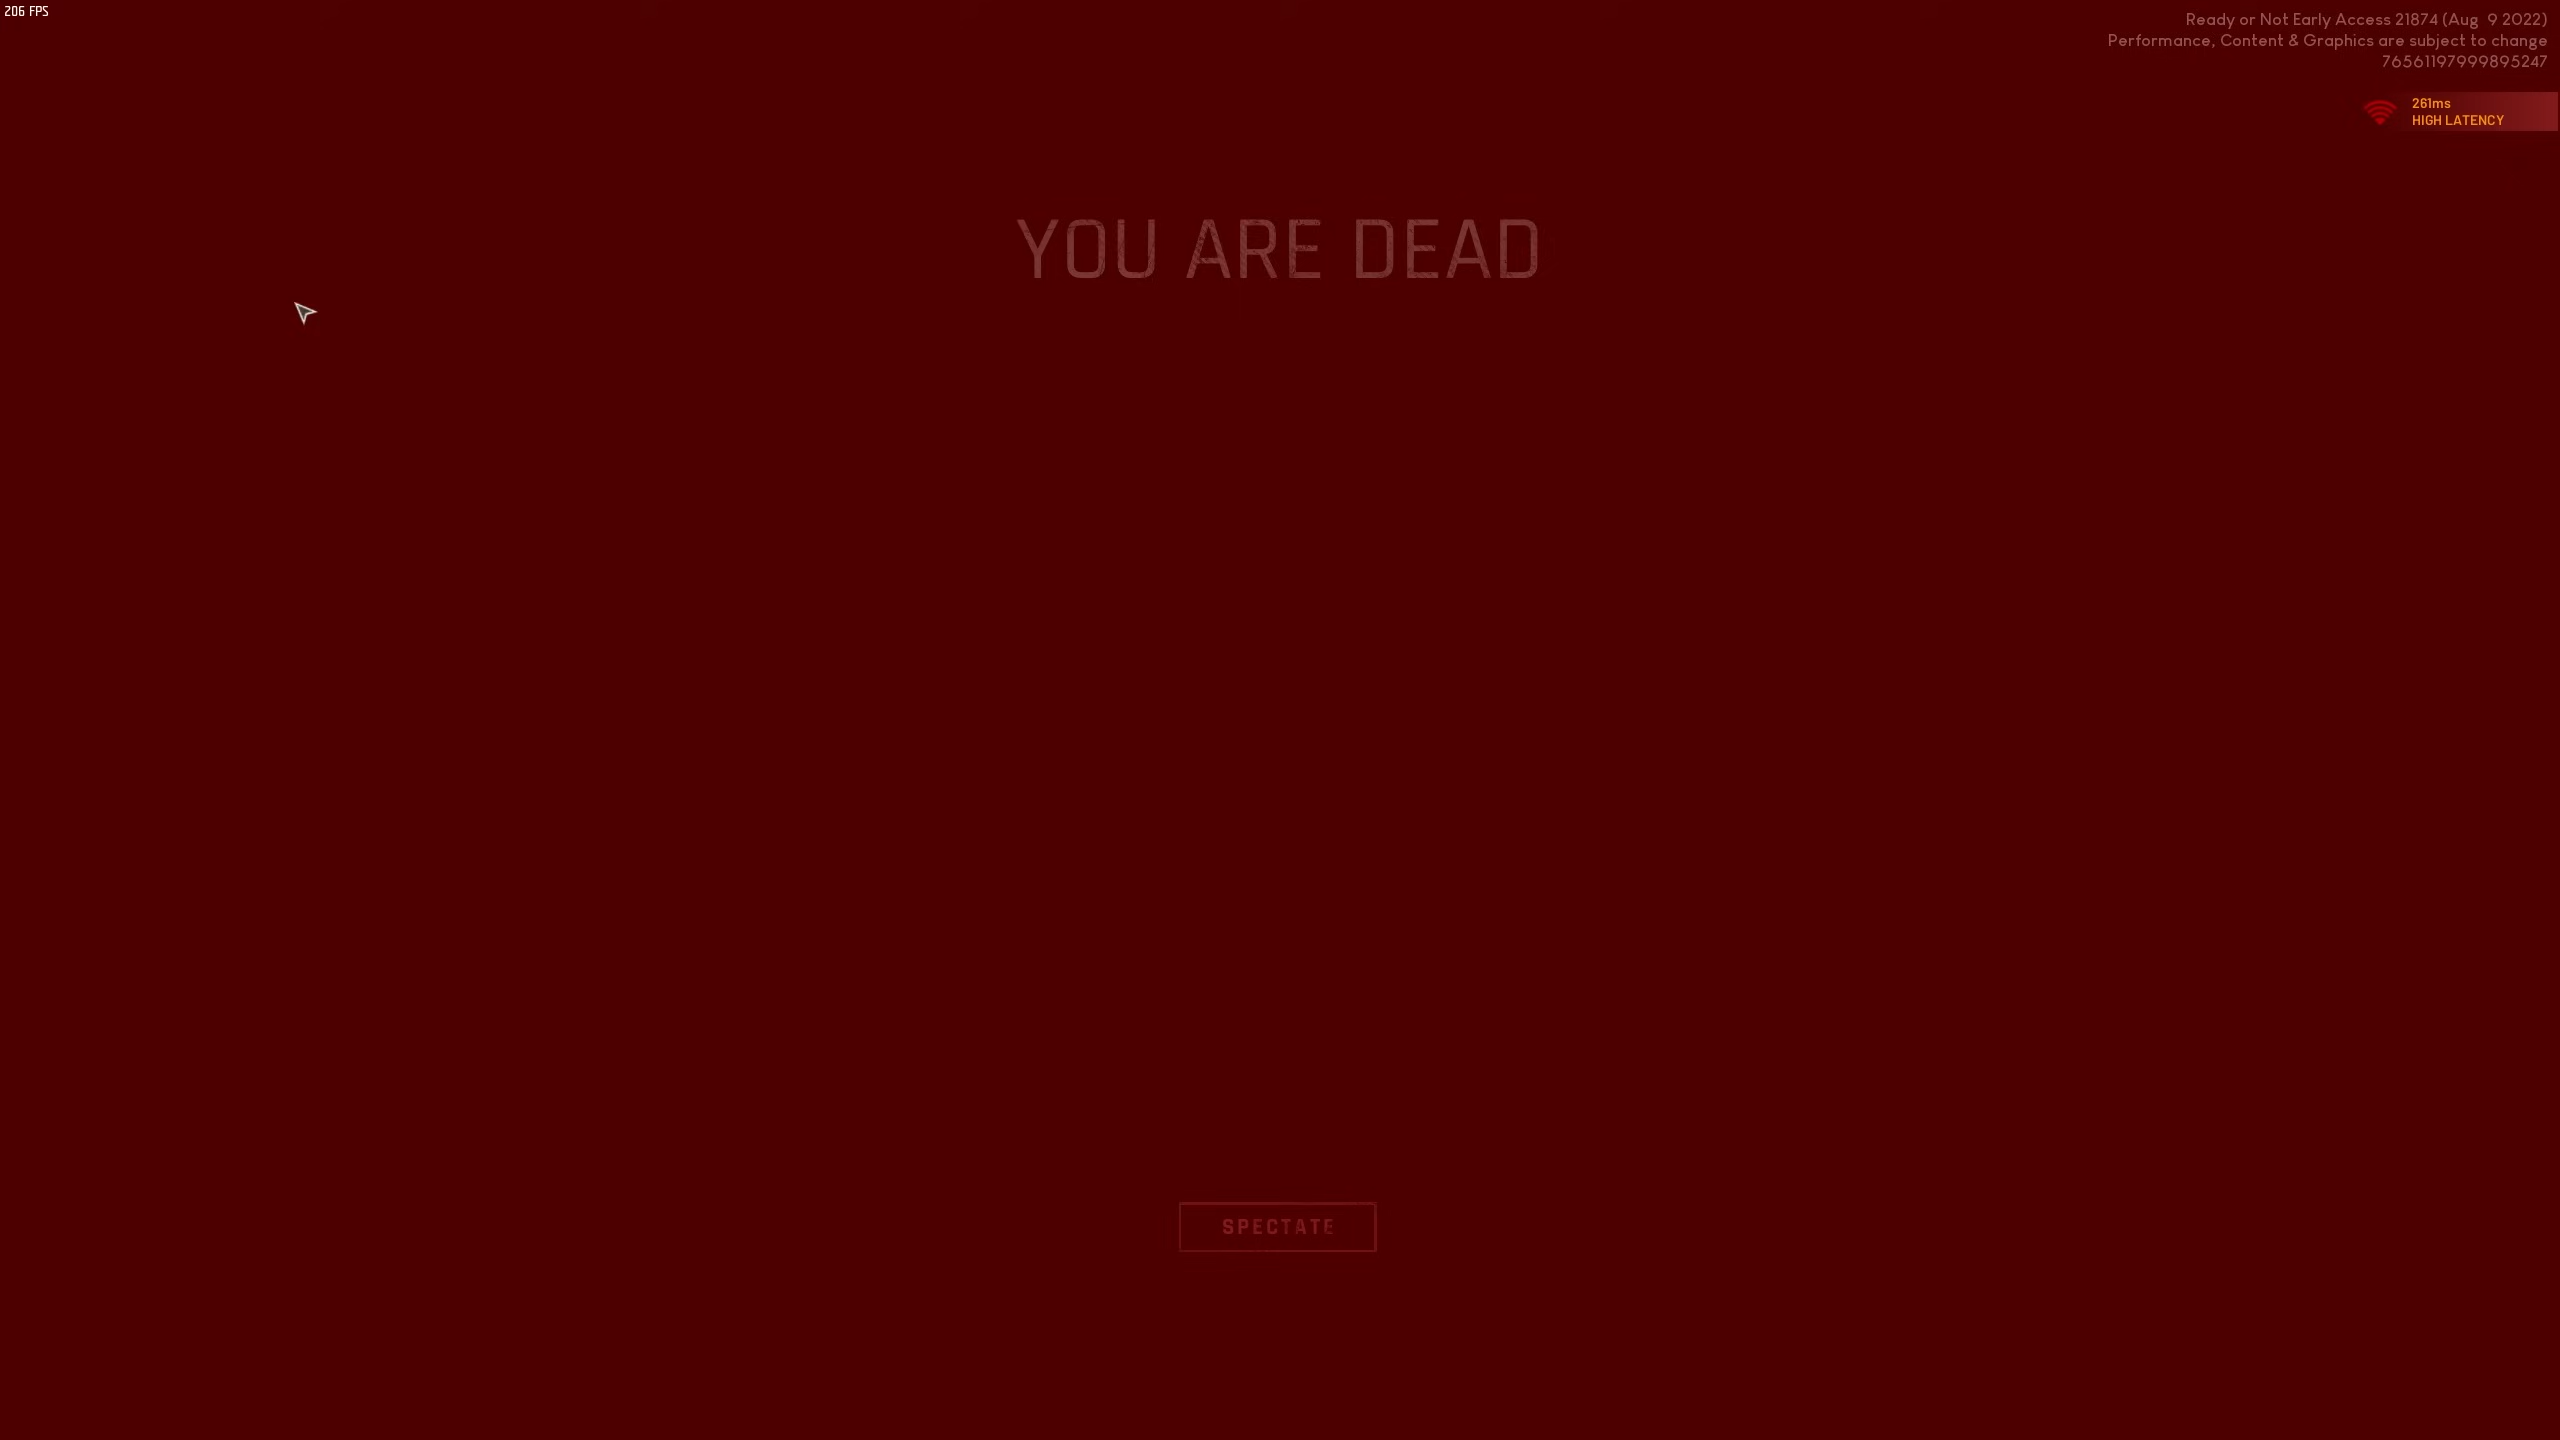 206 FPS
Ready or Not Early Access 21874 (Aug  9 2022)
Performance, Content & Graphics are subject to change
76561197999895247
261ms
HIGH LATENCY
YOU ARE DEAD
SPECTATE